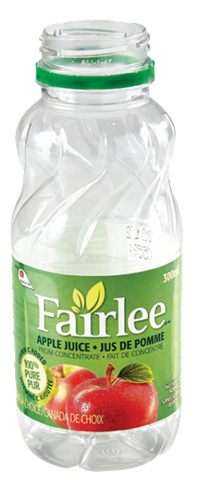 300mL
Fairlee
APPLE JUICE • JUS DE POMME
FROM CONCENTRATE • FAIT DE CONCENTRÉ
100%
PURE
PUR
CANADA DE CHOIX